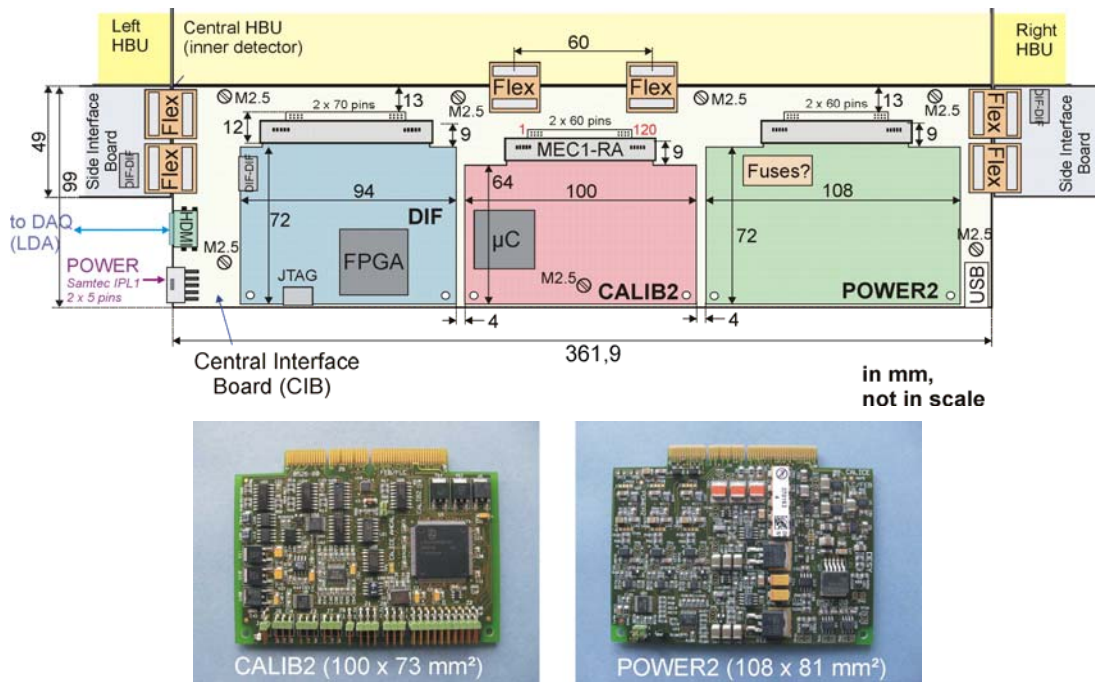 Left
HBU
Central HBU
(inner detector)
60
Right
HBU
Flex
Flex
M2.5
2 x 70 pins
13
M2.5
M2.5
2 x 60 pins
13
M2.5
Flex
Flex
DIF-DIF
12
9
1
2 x 60 pins
120
9
49
99
Side Interface
Board
DIF-DIF
Flex
DIF-DIF
MEC1-RA
9
Fuses?
Flex
Side Interface
Board
94
64
100
108
72
DIF
72
to DAQ
(LDA)
HDMI
M2.5
FPGA
µC
M2.5
POWER
Samtec IPL1
2 x 5 pins
JTAG
M2.5
CALIB2
POWER2
USB
4
4
361,9
Central Interface
Board (CIB)
in mm,
not in scale
CALIB2 (100 x 73 mm²)
POWER2 (108 x 81 mm²)